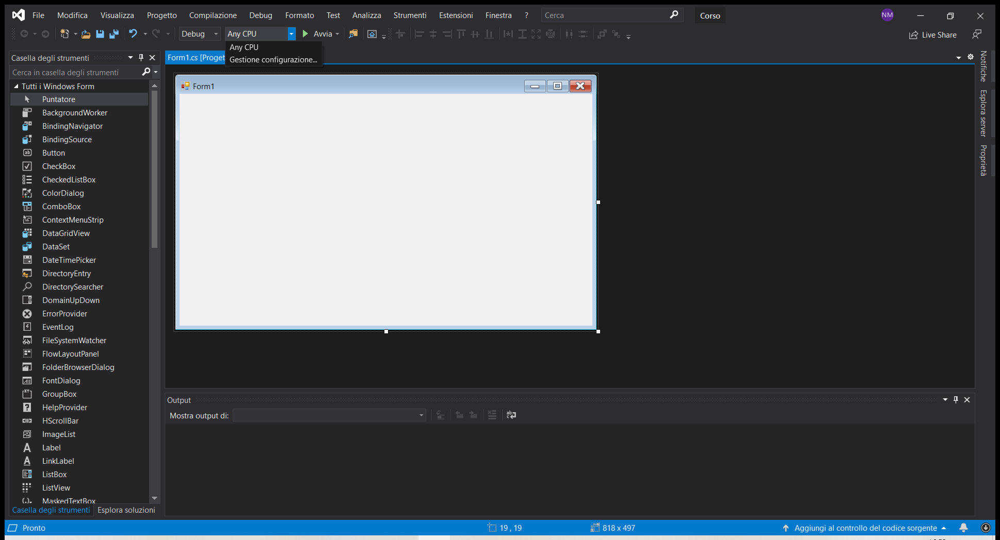 File Modifica Visualizza Progetto Compilazione Debug Formato Test Analizza Strumenti Estensioni Finestra ? Cerca Corso NM
Debug Any CPU Avvia Live Share
Any CPU
Gestione configurazione...
Casella degli strumenti
Form1.cs [Proget
Cerca in casella degli strumenti
Tutti i Windows Form
Puntatore
BackgroundWorker
BindingNavigator
BindingSource
Button
CheckBox
CheckedListBox
ColorDialog
ComboBox
ContextMenuStrip
DataGridView
DataSet
DateTimePicker
DirectoryEntry
DirectorySearcher
DomainUpDown
ErrorProvider
EventLog
FileSystemWatcher
FlowLayoutPanel
FolderBrowserDialog
FontDialog
GroupBox
HelpProvider
HScrollBar
ImageList
Label
LinkLabel
ListBox
ListView
MaskedTextBox
Casella degli strumenti Esplora soluzioni
Form1
Notifiche
Esplora server
Proprietà
Output
Mostra output di:
Pronto 19 , 19 818 x 497 Aggiungi al controllo del codice sorgente